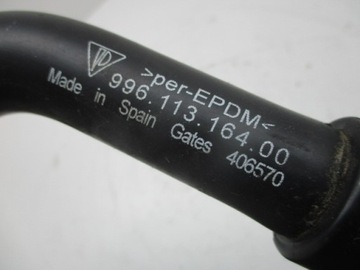 >per-EPDM<
996.113.164.00
Made in Spain Gates 406570